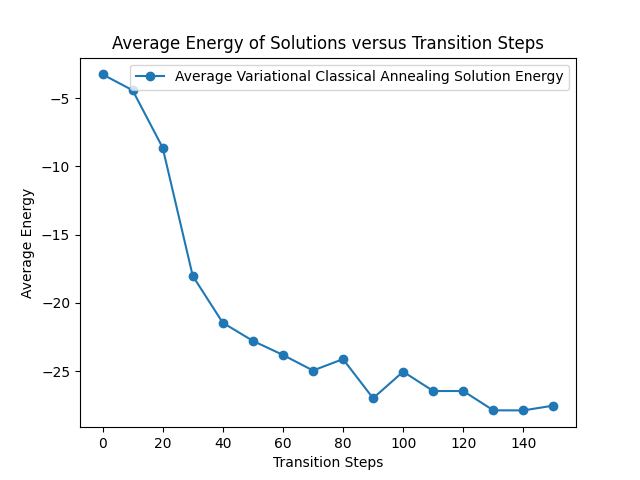 Average Energy of Solutions versus Transition Steps
Average Variational Classical Annealing Solution Energy
Average Energy
−5
−10
−15
−20
−25
0 20 40 60 80 100 120 140
Transition Steps